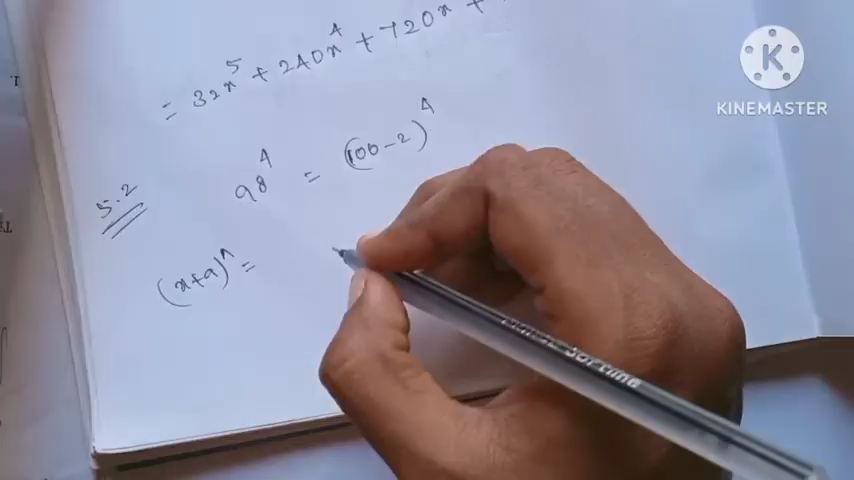 = 32x⁵ + 240x⁴ + 720x +
K
KINEMASTER
5.2 98⁴ = (100-2)⁴
(x+a)ⁿ =